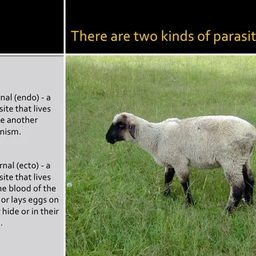 There are two kinds of parasit
nal (endo) - a
site that lives
e another
nism.
rnal (ecto) - a
site that lives
he blood of the
or lays eggs on
hide or in their
.